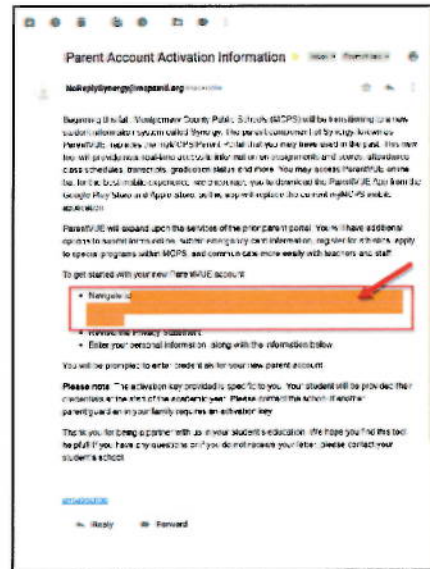 Parent Account Activation Information
NoReplySynergy@mcpsmd.org
Beginning this fall, Montgomery County Public Schools (MCPS) will be transitioning to a new
student information system called Synergy. The parent component of Synergy, known as
ParentVUE, replaces the myMCPS Parent Portal that you may have used in the past. This new
tool will provide you real-time access to information on assignments and scores, attendance,
class schedules, transcripts, graduation status and more. You may access ParentVUE online
but, for the best mobile experience, we encourage you to download the ParentVUE App from the
Google Play Store and Apple store, as this app will replace the current myMCPS mobile
application.
ParentVUE will expand upon the services of the prior parent portal. You will have additional
options to submit forms online, submit emergency card information, register for athletics, apply
to special programs within MCPS, and communicate more easily with teachers and staff.
To get started with your new ParentVUE account:
Navigate to
Review the Privacy Statement
Enter your personal information, along with the information below
You will be prompted to enter credentials for your new parent account.
Please note: The activation key provided is specific to you. Your student will be provided their
credentials at the start of the academic year. Please contact the school if another
parent/guardian in your family requires an activation key.
Thank you for being a partner with us in your student's education. We hope you find this tool
helpful! If you have any questions or if you do not receive your letter, please contact your
student's school.
Reply Forward